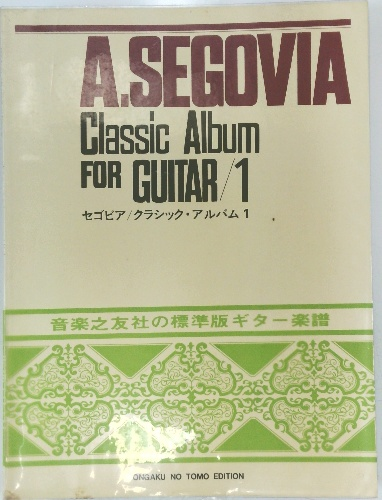 A.SEGOVIA
Classic Album
FOR GUITAR/1
セゴビア/クラシック・アルバム 1
音楽之友社の標準版ギター楽譜
ONGAKU NO TOMO EDITION